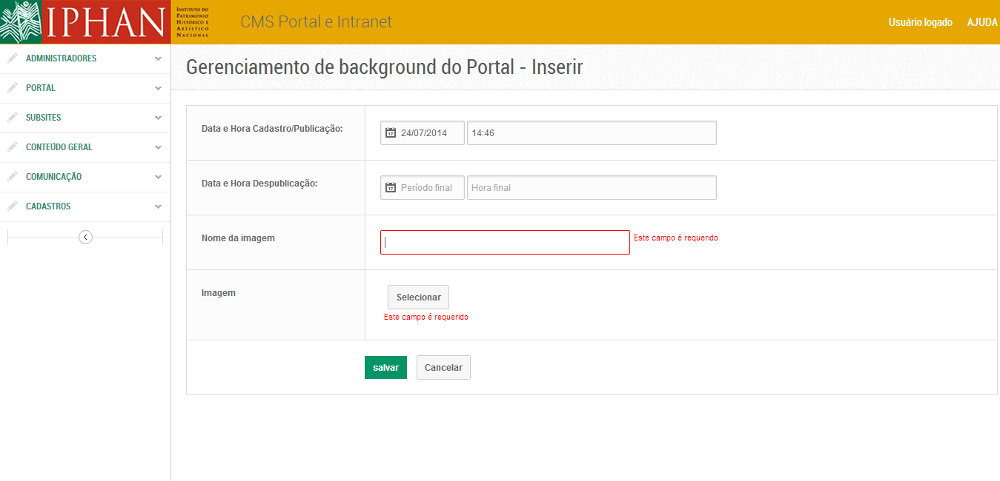 IPHAN
INSTITUTO DO
PATRIMÔNIO
HISTÓRICO E
ARTÍSTICO
NACIONAL
CMS Portal e Intranet
Usuário logado
AJUDA
ADMINISTRADORES
PORTAL
SUBSITES
CONTEÚDO GERAL
COMUNICAÇÃO
CADASTROS
Gerenciamento de background do Portal - Inserir
Data e Hora Cadastro/Publicação:
17 24/07/2014
14:46
Data e Hora Despublicação:
17 Período final
Hora final
Nome da imagem
Este campo é requerido
Imagem
Selecionar
Este campo é requerido
salvar
Cancelar